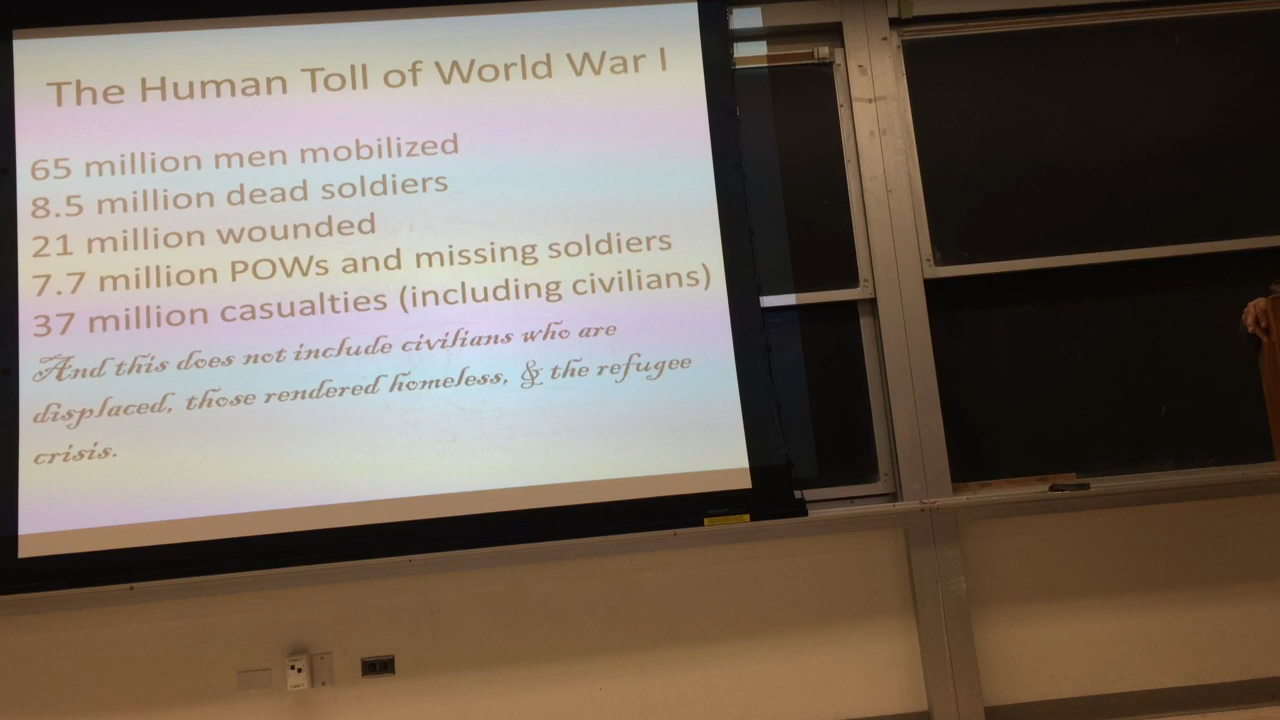 The Human Toll of World War I
65 million men mobilized
8.5 million dead soldiers
21 million wounded
7.7 million POWs and missing soldiers
37 million casualties (including civilians)
And this does not include civilians who are
displaced, those rendered homeless, & the refugee
crisis.